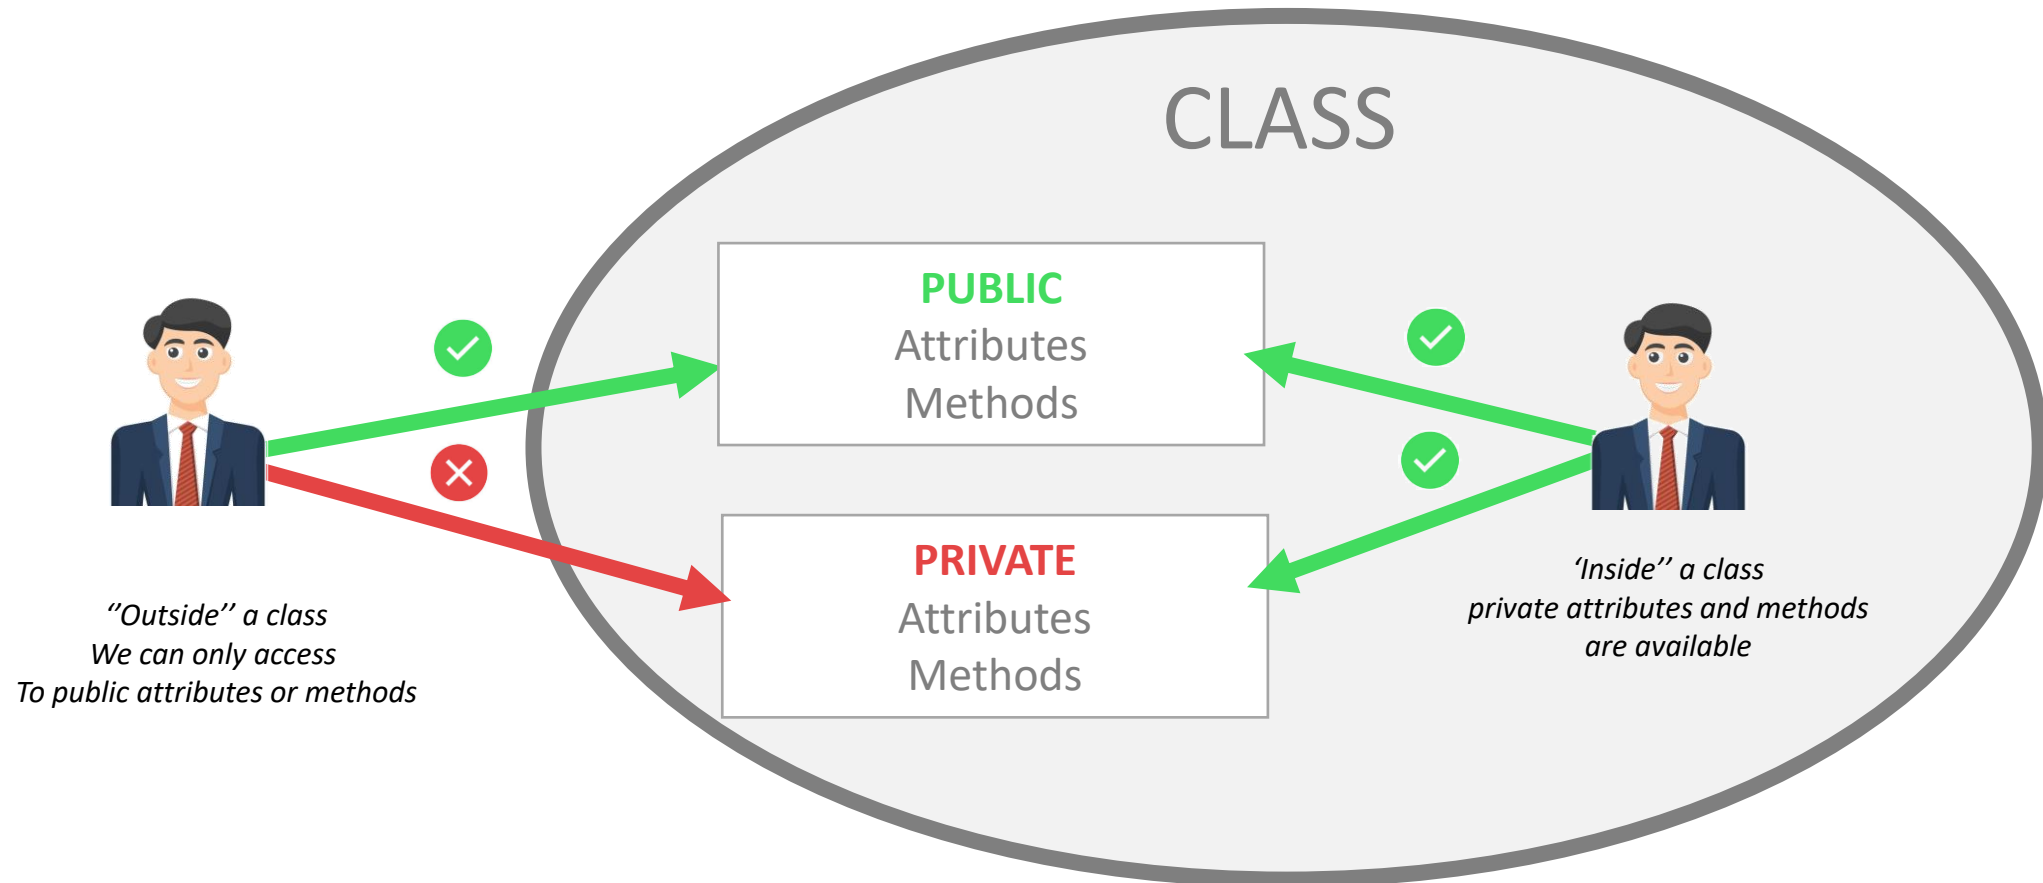 CLASS
PUBLIC
Attributes
Methods
PRIVATE
Attributes
Methods
‘’Outside’’ a class
We can only access
To public attributes or methods
‘Inside’’ a class
private attributes and methods
are available